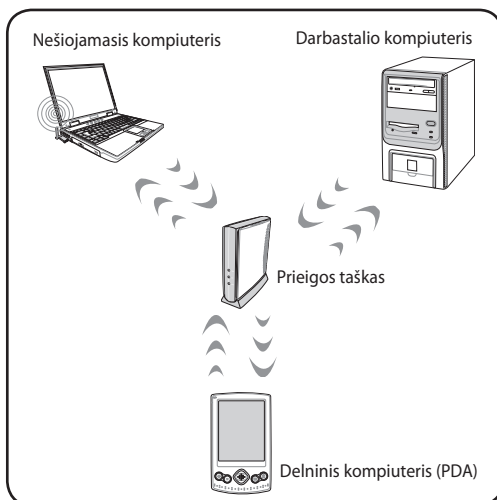 Nešiojamasis kompiuteris
Darbastalio kompiuteris
Prieigos taškas
Delninis kompiuteris (PDA)